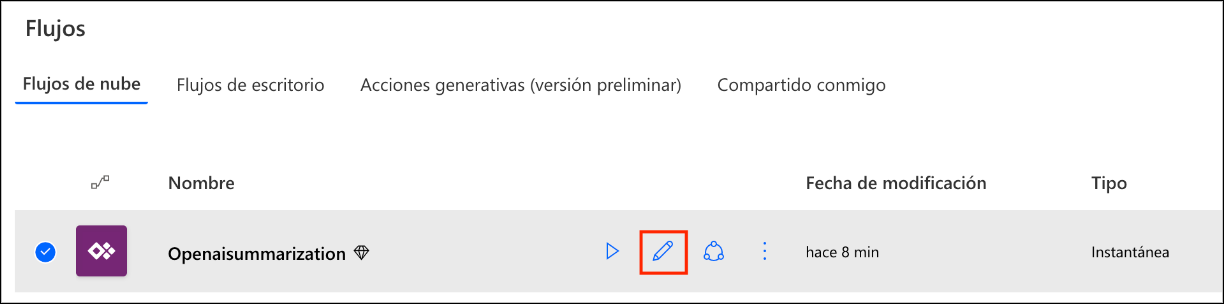 Flujos
Flujos de nube Flujos de escritorio Acciones generativas (versión preliminar) Compartido conmigo
Nombre Fecha de modificación Tipo
Openaisummarization hace 8 min Instantánea